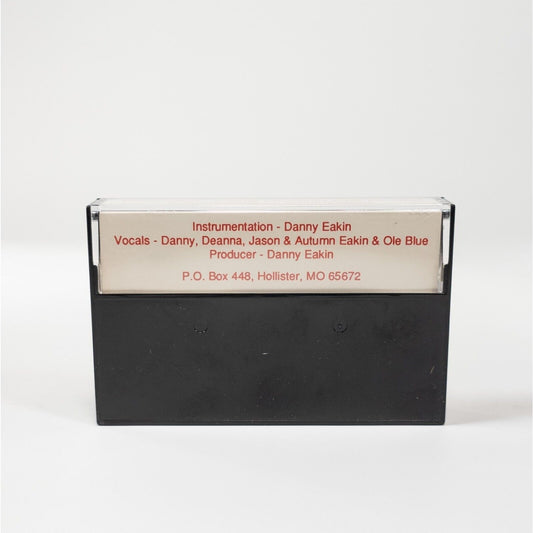 Instrumentation - Danny Eakin
Vocals - Danny, Deanna, Jason & Autumn Eakin & Ole Blue
Producer - Danny Eakin
P.O. Box 448, Hollister, MO 65672